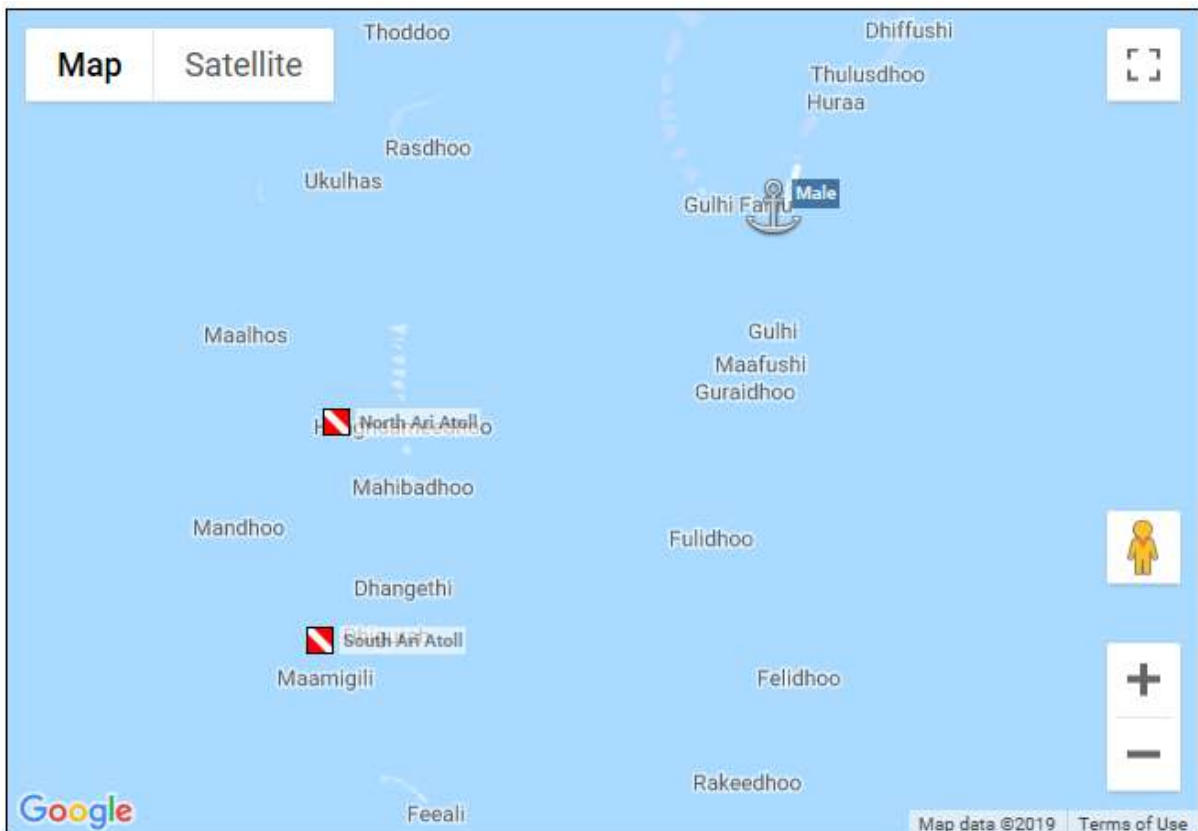 Map Satellite
Thoddoo
Dhiffushi
Thulusdhoo
Huraa
Rasdhoo
Ukulhas
Male
Gulhi
Maalhos
Gulhi
Maafushi
Guraidhoo
North Ari Atoll
Mahibadhoo
Mandhoo
Fulidhoo
Dhangethi
South Ari Atoll
Maamigili
Felidhoo
Rakeedhoo
Feeali
Google
Map data ©2019 Terms of Use